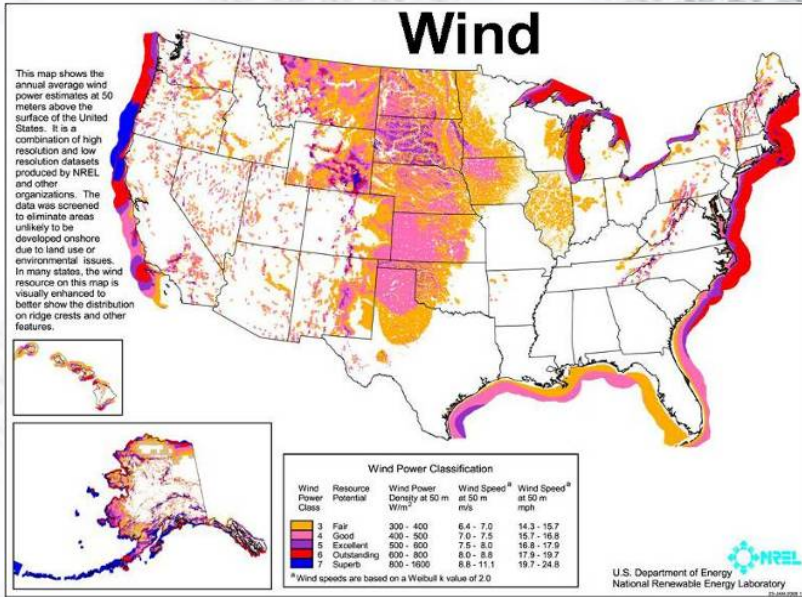 Wind
This map shows the
annual average wind
power estimates at 50
meters above the
surface of the United
States. It is a
combination of high
resolution and low
resolution datasets
produced by NREL
and other
organizations. The
data was screened
to eliminate areas
unlikely to be
developed onshore
due to land use or
environmental issues.
In many states, the wind
resource on this map is
visually enhanced to
better show the distribution
on ridge crests and other
features.
Wind Power Classification
Wind Power Class Resource Potential Wind Power Density at 50 m W/m² Wind Speed a at 50 m m/s Wind Speed a at 50 m mph
3 Fair 300 - 400 6.4 - 7.0 14.3 - 15.7
4 Good 400 - 500 7.0 - 7.5 15.7 - 16.8
5 Excellent 500 - 600 7.5 - 8.0 16.8 - 17.9
6 Outstanding 600 - 800 8.0 - 8.8 17.9 - 19.7
7 Superb 800 - 1600 8.8 - 11.1 19.7 - 24.8
a Wind speeds are based on a Weibull k value of 2.0
NREL
U.S. Department of Energy
National Renewable Energy Laboratory